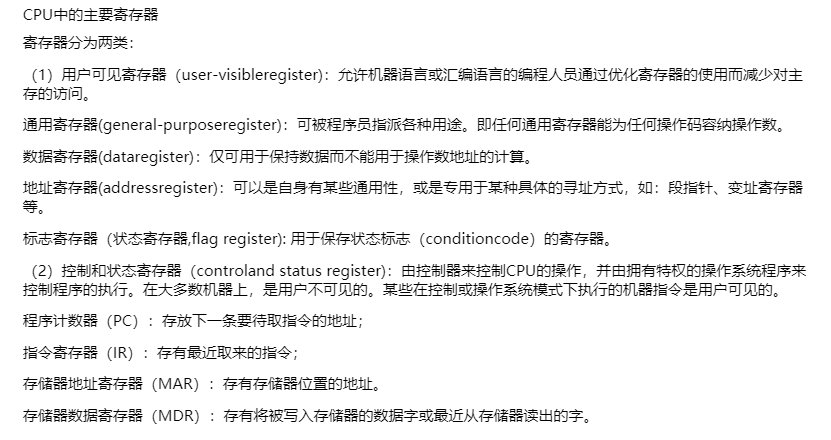 CPU中的主要寄存器
寄存器分为两类：
（1）用户可见寄存器（user-visibleregister)：允许机器语言或汇编语言的编程人员通过优化寄存器的使用而减少对主
存的访问。
通用寄存器(general-purposeregister)：可被程序员指派各种用途。即任何通用寄存器能为任何操作码容纳操作数。
数据寄存器(dataregister)：仅可用于保持数据而不能用于操作数地址的计算。
地址寄存器(addressregister)：可以是自身有某些通用性，或是专用于某种具体的寻址方式，如：段指针、变址寄存器
等。
标志寄存器（状态寄存器,flag register): 用于保存状态标志（conditioncode）的寄存器。
（2）控制和状态寄存器（controland status register)：由控制器来控制CPU的操作，并由拥有特权的操作系统程序来
控制程序的执行。在大多数机器上，是用户不可见的。某些在控制或操作系统模式下执行的机器指令是用户可见的。
程序计数器（PC）：存放下一条要待取指令的地址；
指令寄存器（IR）：存有最近取来的指令；
存储器地址寄存器（MAR）：存有存储器位置的地址。
存储器数据寄存器（MDR）：存有将被写入存储器的数据字或最近从存储器读出的字。